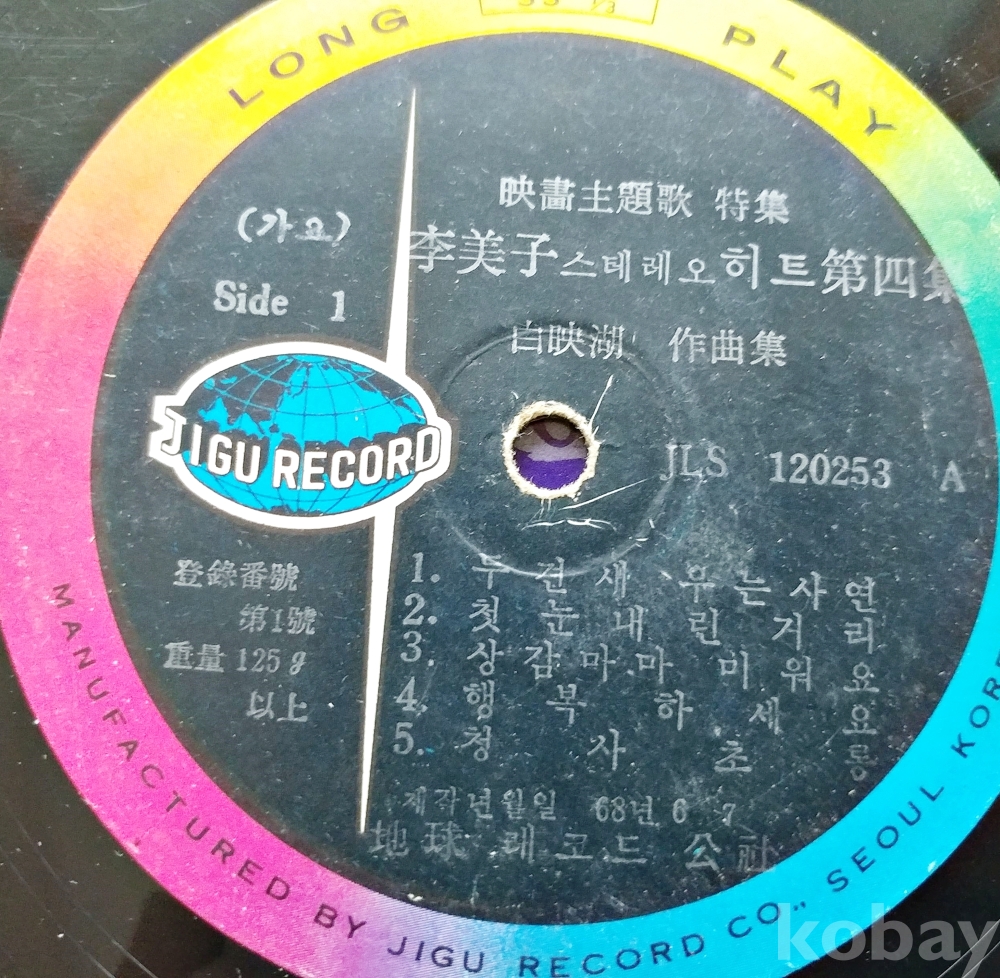 LONG PLAY
33 1/3
(가요)
Side 1
映畵主題歌 特集
李美子스테레오히트第四集
白映湖 作曲集
JIGU RECORD
JLS 120253 A
登錄番號
第1號
重量 125g
以上
1. 두견새우는사연
2. 첫눈내린거리
3. 상감마마 미워요
4. 행복하세요
5. 청사초롱
제작년월일 68년 6 7
地球레코드公社
MANUFACTURED BY JIGU RECORD CO., SEOUL KORE
kobay